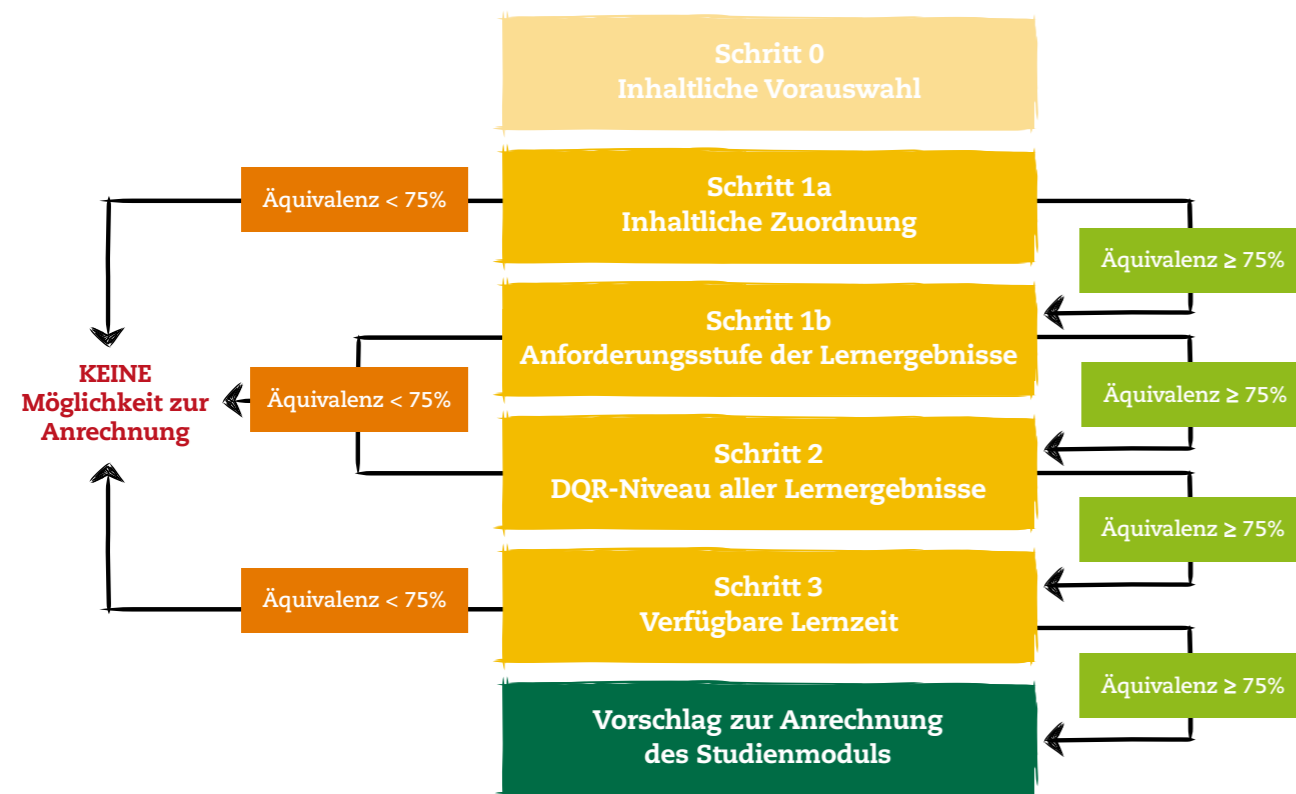 Schritt 0
Inhaltliche Vorauswahl
Äquivalenz < 75%
Schritt 1a
Inhaltliche Zuordnung
Äquivalenz ≥ 75%
Schritt 1b
Anforderungsstufe der Lernergebnisse
KEINE
Möglichkeit zur
Anrechnung
Äquivalenz < 75%
Äquivalenz ≥ 75%
Schritt 2
DQR-Niveau aller Lernergebnisse
Äquivalenz ≥ 75%
Äquivalenz < 75%
Schritt 3
Verfügbare Lernzeit
Äquivalenz ≥ 75%
Vorschlag zur Anrechnung
des Studienmoduls